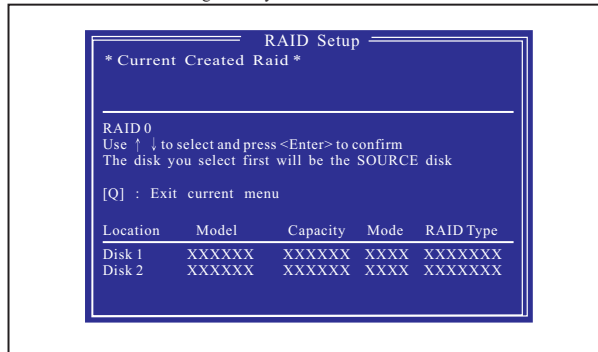 RAID Setup
* Current Created Raid *
RAID 0
Use ↑ ↓ to select and press <Enter> to confirm
The disk you select first will be the SOURCE disk
[Q] : Exit current menu
Location Model Capacity Mode RAID Type
Disk 1 XXXXXX XXXXXX XXXX XXXXXXX
Disk 2 XXXXXX XXXXXX XXXX XXXXXXX